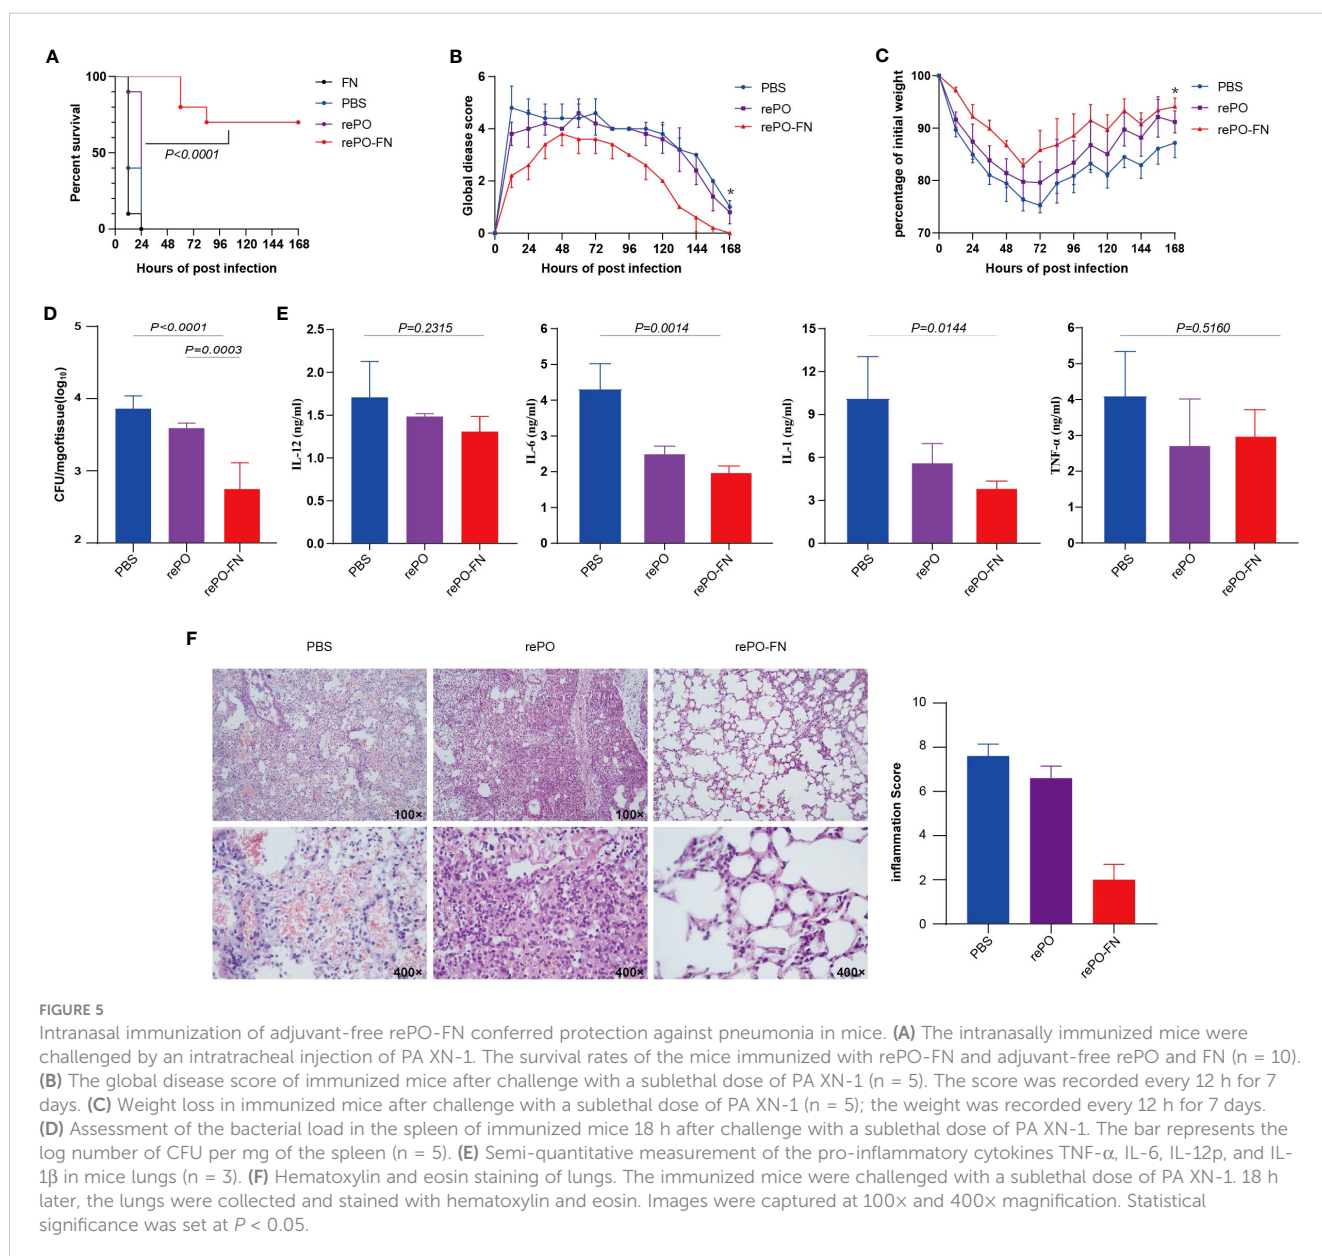 A
100
50
0
Percent survival
P<0.0001
0 24 48 72 96 120 144 168
Hours of post infection
FN
PBS
rePO
rePO-FN
B
6
4
2
0
Global disease score
*
0 24 48 72 96 120 144 168
Hours of post infection
PBS
rePO
rePO-FN
C
100
90
80
70
percentage of initial weight
*
0 24 48 72 96 120 144 168
Hours of post infection
PBS
rePO
rePO-FN
D
P<0.0001
P=0.0003
5
4
3
2
CFU/mgoftissue(log10)
PBS
rePO
rePO-FN
E
P=0.2315
2.5
2.0
1.5
1.0
0.5
0.0
IL-12 (ng/ml)
PBS
rePO
rePO-FN
P=0.0014
6
5
4
3
2
1
0
IL-6 (ng/ml)
PBS
rePO
rePO-FN
P=0.0144
15
12
9
6
3
0
IL-1 (ng/ml)
PBS
rePO
rePO-FN
P=0.5160
6
5
4
3
2
1
0
TNF-α (ng/ml)
PBS
rePO
rePO-FN
F
PBS
rePO
rePO-FN
100×
100×
400×
400×
400×
10
8
6
4
2
0
inflammation Score
PBS
rePO
rePO-FN
FIGURE 5
Intranasal immunization of adjuvant-free rePO-FN conferred protection against pneumonia in mice. (A) The intranasally immunized mice were
challenged by an intratracheal injection of PA XN-1. The survival rates of the mice immunized with rePO-FN and adjuvant-free rePO and FN (n = 10).
(B) The global disease score of immunized mice after challenge with a sublethal dose of PA XN-1 (n = 5). The score was recorded every 12 h for 7
days. (C) Weight loss in immunized mice after challenge with a sublethal dose of PA XN-1 (n = 5); the weight was recorded every 12 h for 7 days.
(D) Assessment of the bacterial load in the spleen of immunized mice 18 h after challenge with a sublethal dose of PA XN-1. The bar represents the
log number of CFU per mg of the spleen (n = 5). (E) Semi-quantitative measurement of the pro-inflammatory cytokines TNF-α, IL-6, IL-12p, and IL-
1β in mice lungs (n = 3). (F) Hematoxylin and eosin staining of lungs. The immunized mice were challenged with a sublethal dose of PA XN-1. 18 h
later, the lungs were collected and stained with hematoxylin and eosin. Images were captured at 100× and 400× magnification. Statistical
significance was set at P < 0.05.